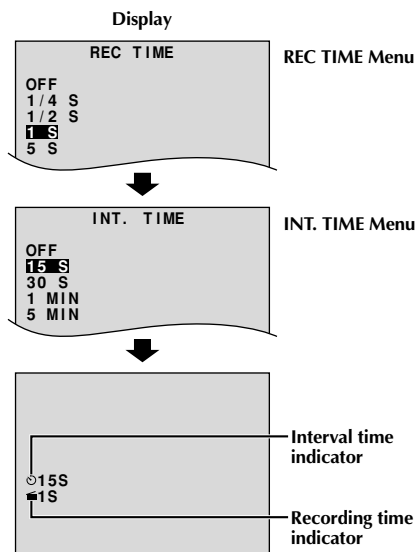 Display
REC TIME
REC TIME Menu
OFF
1/4 S
1/2 S
1 S
5 S
INT. TIME
INT. TIME Menu
OFF
15 S
30 S
1 MIN
5 MIN
Interval time
indicator
15S
1S
Recording time
indicator